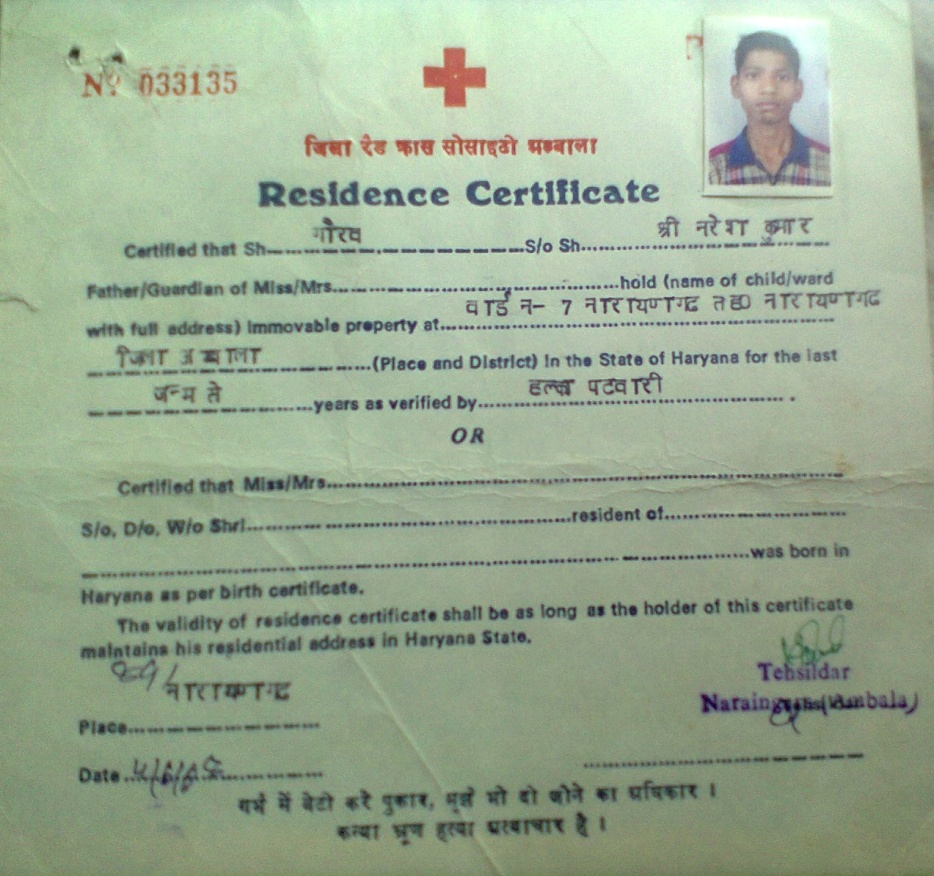 Nº 033135
जिला रैड क्रास सोसाइटी अम्बाला
Residence Certificate
Certified that Sh. गौरव S/o Sh. श्री नरेश कुमार
Father/Guardian of Miss/Mrs. hold (name of child/ward
with full address) immovable property at वार्ड न- 7 नारायणगढ तह0 नारायणगढ
जिला अम्बाला (Place and District) in the State of Haryana for the last
जन्म से years as verified by हल्का पटवारी
OR
Certified that Miss/Mrs.
S/o, D/o, W/o Shri resident of
was born in
Haryana as per birth certificate.
The validity of residence certificate shall be as long as the holder of this certificate
maintains his residential address in Haryana State.
नारायणगढ
Place
Tehsildar
Date
गर्भ में बेटी करे पुकार, मुझे भी दो जीने का अधिकार ।
कन्या भ्रूण हत्या अत्याचार है ।